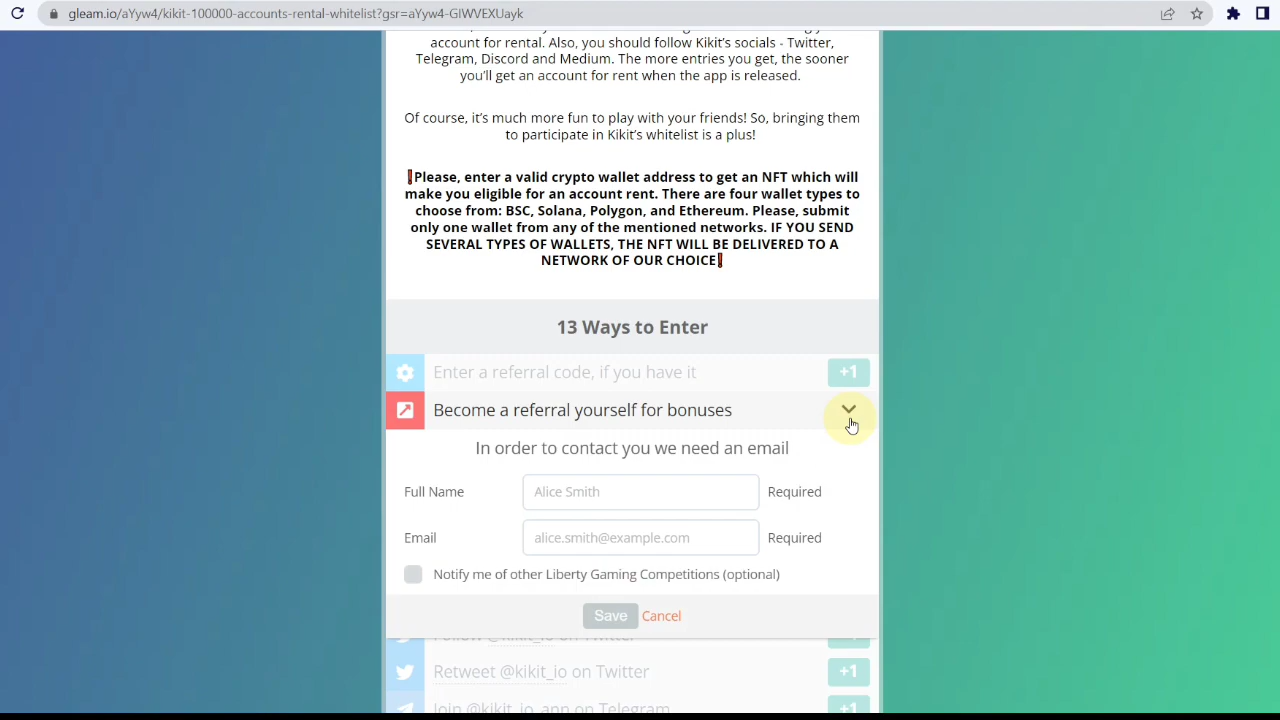 gleam.io/aYyw4/kikit-100000-accounts-rental-whitelist?gsr=aYyw4-GIWVEXUayk
account for rental. Also, you should follow Kikit's socials - Twitter,
Telegram, Discord and Medium. The more entries you get, the sooner
you'll get an account for rent when the app is released.
Of course, it's much more fun to play with your friends! So, bringing them
to participate in Kikit's whitelist is a plus!
❗Please, enter a valid crypto wallet address to get an NFT which will
make you eligible for an account rent. There are four wallet types to
choose from: BSC, Solana, Polygon, and Ethereum. Please, submit
only one wallet from any of the mentioned networks. IF YOU SEND
SEVERAL TYPES OF WALLETS, THE NFT WILL BE DELIVERED TO A
NETWORK OF OUR CHOICE❗
13 Ways to Enter
Enter a referral code, if you have it +1
Become a referral yourself for bonuses
In order to contact you we need an email
Full Name Alice Smith Required
Email alice.smith@example.com Required
Notify me of other Liberty Gaming Competitions (optional)
Save Cancel
Follow @kikit_io on Twitter
Retweet @kikit_io on Twitter +1
Join @kikit_io_ann on Telegram +1